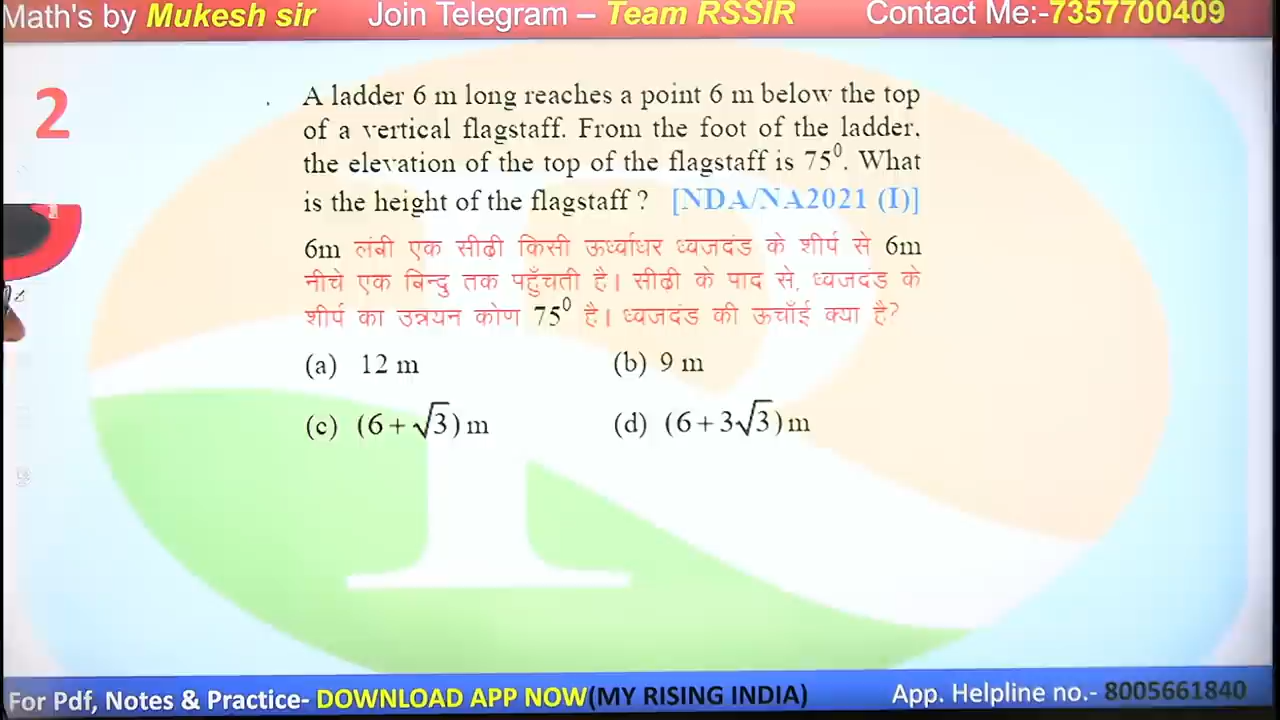 Math's by Mukesh sir Join Telegram – Team RSSIR Contact Me:-7357700409
2
A ladder 6 m long reaches a point 6 m below the top
of a vertical flagstaff. From the foot of the ladder.
the elevation of the top of the flagstaff is 75⁰. What
is the height of the flagstaff ? [NDA/NA2021 (I)]
6m लंबी एक सीढी किसी ऊर्ध्वाधर ध्वजदंड के शीर्ष से 6m
नीचे एक बिन्दु तक पहुँचती है। सीढी के पाद से, ध्वजदंड के
शीर्ष का उन्नयन कोण 75⁰ है। ध्वजदंड की ऊचाँई क्या है?
(a) 12 m (b) 9 m
(c) (6+√3)m (d) (6+3√3)m
For Pdf, Notes & Practice- DOWNLOAD APP NOW(MY RISING INDIA) App. Helpline no.- 8005661840